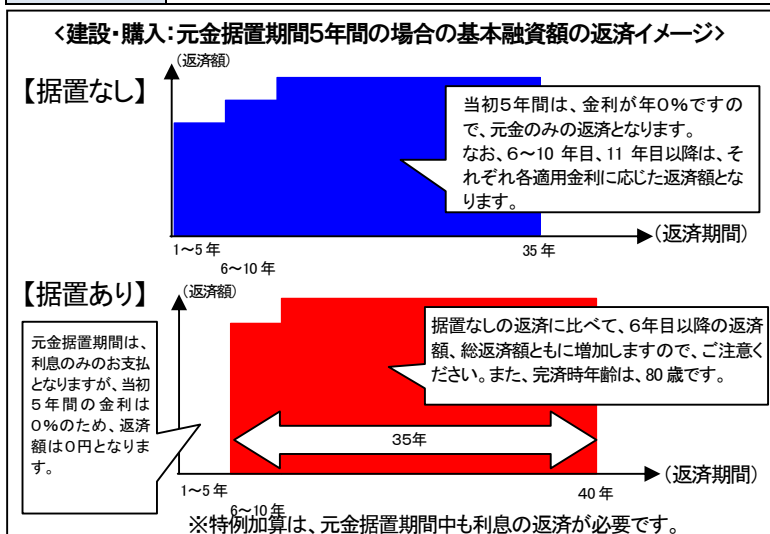 <建設・購入:元金据置期間5年間の場合の基本融資額の返済イメージ>
【据置なし】
(返済額)
当初5年間は、金利が年0%ですの
で、元金のみの返済となります。
なお、6~10 年目、11 年目以降は、そ
れぞれ各適用金利に応じた返済額とな
ります。
(返済期間)
1~5 年
6~10 年
35 年
【据置あり】
(返済額)
元金据置期間は、
利息のみのお支払
となりますが、当初
5年間の金利は
0%のため、返済
額は0円となりま
す。
据置なしの返済に比べて、6年目以降の返済
額、総返済額ともに増加しますので、ご注意く
ださい。また、完済時年齢は、80 歳です。
35年
(返済期間)
1~5 年
6~10 年
40 年
※特例加算は、元金据置期間中も利息の返済が必要です。